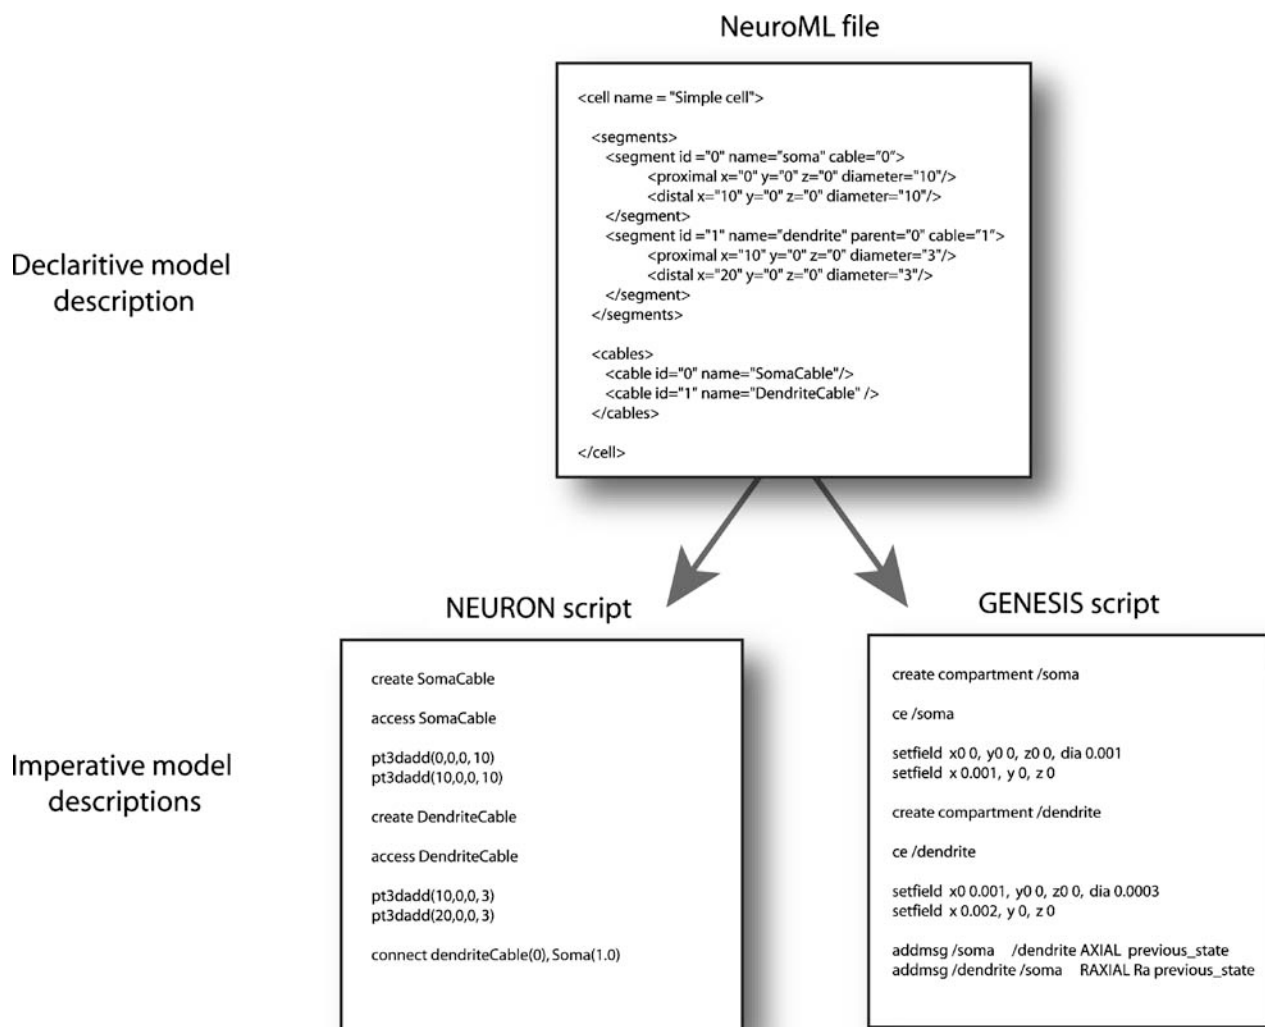 NeuroML file
<cell name = "Simple cell">
<segments>
<segment id ="0" name="soma" cable="0">
<proximal x="0" y="0" z="0" diameter="10"/>
<distal x="10" y="0" z="0" diameter="10"/>
</segment>
<segment id ="1" name="dendrite" parent="0" cable="1">
<proximal x="10" y="0" z="0" diameter="3"/>
<distal x="20" y="0" z="0" diameter="3"/>
</segment>
</segments>
<cables>
<cable id="0" name="SomaCable"/>
<cable id="1" name="DendriteCable" />
</cables>
</cell>
Declaritive model
description
NEURON script
create SomaCable
access SomaCable
pt3dadd(0,0,0, 10)
pt3dadd(10,0,0, 10)
create DendriteCable
access DendriteCable
pt3dadd(10,0,0, 3)
pt3dadd(20,0,0, 3)
connect dendriteCable(0), Soma(1.0)
GENESIS script
create compartment /soma
ce /soma
setfield x0 0, y0 0, z0 0, dia 0.001
setfield x 0.001, y 0, z 0
create compartment /dendrite
ce /dendrite
setfield x0 0.001, y0 0, z0 0, dia 0.0003
setfield x 0.002, y 0, z 0
addmsg /soma /dendrite AXIAL previous_state
addmsg /dendrite /soma RAXIAL Ra previous_state
Imperative model
descriptions